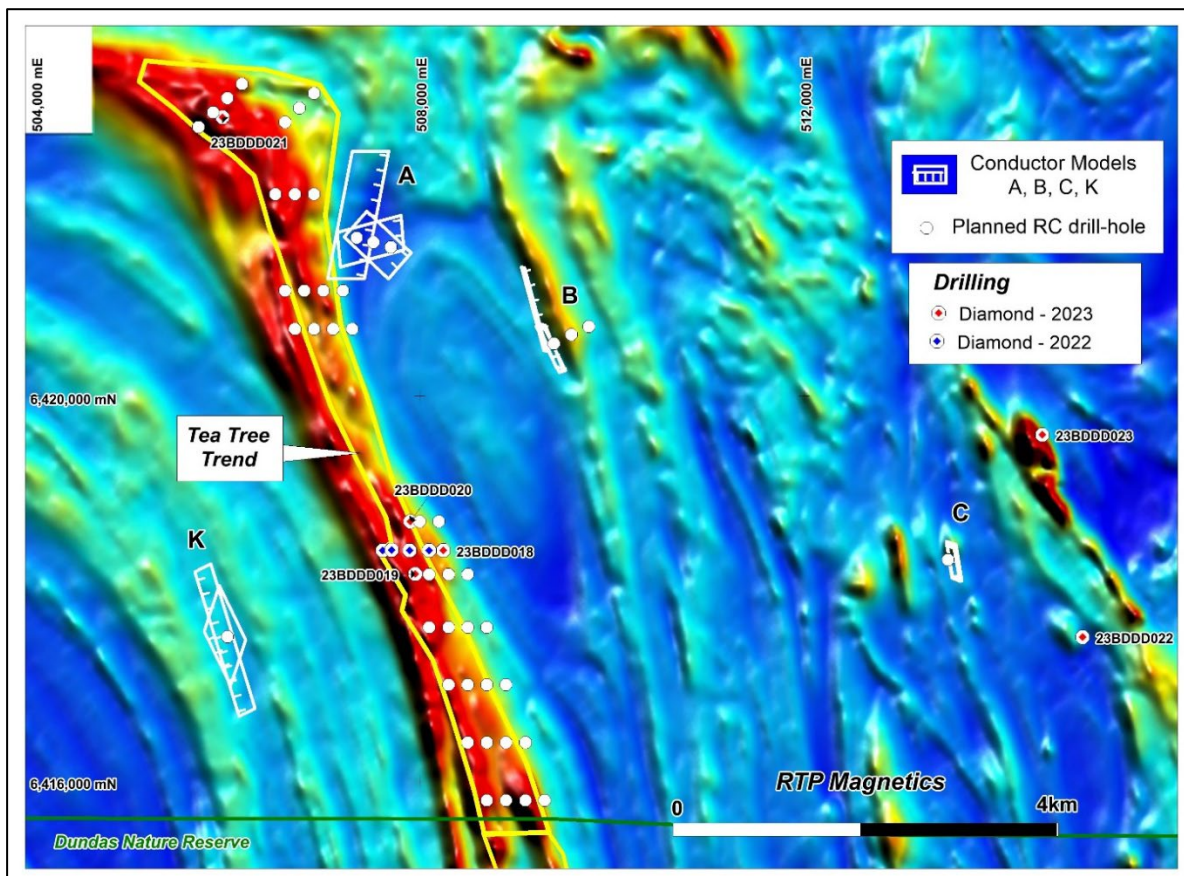 504,000 mE
508,000 mE
512,000 mE
23BDDD021
A
Conductor Models
A, B, C, K
Planned RC drill-hole
Drilling
Diamond - 2023
Diamond - 2022
B
6,420,000 mN
Tea Tree
Trend
23BDDD023
23BDDD020
K
23BDDD018
C
23BDDD019
23BDDD022
6,416,000 mN
RTP Magnetics
0
4km
Dundas Nature Reserve